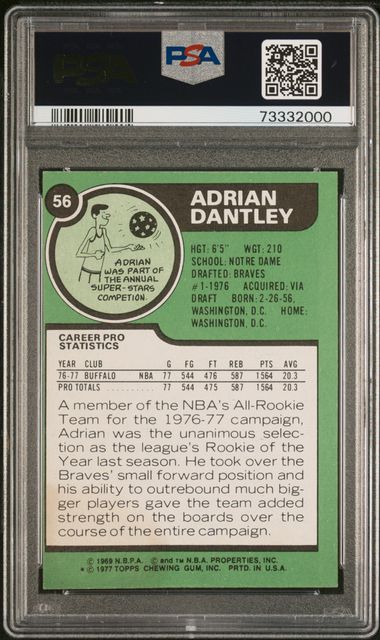 PSA
PSA
73332000
56
ADRIAN
DANTLEY
ADRIAN
WAS PART OF
THE ANNUAL
SUPER-STARS
COMPETION.
HGT: 6'5" WGT: 210
SCHOOL: NOTRE DAME
DRAFTED: BRAVES
#1-1976 ACQUIRED: VIA
DRAFT BORN: 2-26-56,
WASHINGTON, D.C. HOME:
WASHINGTON, D.C.
CAREER PRO
STATISTICS
YEAR CLUB G FG FT REB PTS AVG
76-77 BUFFALO NBA 77 544 476 587 1564 20.3
PRO TOTALS .......... 77 544 475 587 1564 20.3
A member of the NBA's All-Rookie
Team for the 1976-77 campaign,
Adrian was the unanimous selec-
tion as the league's Rookie of the
Year last season. He took over the
Braves' small forward position and
his ability to outrebound much big-
ger players gave the team added
strength on the boards over the
course of the entire campaign.
© 1969 N.B.P.A. © and ™ N.B.A. PROPERTIES, INC.
* © 1977 TOPPS CHEWING GUM, INC. PRTD. IN U.S.A.